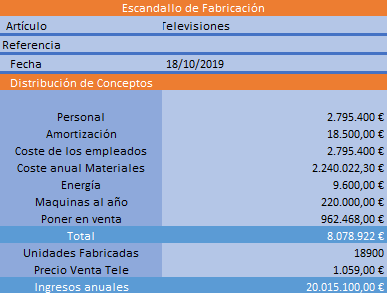 Escandallo de Fabricación
Artículo Televisiones
Referencia
Fecha 18/10/2019
Distribución de Conceptos
Personal 2.795.400 €
Amortización 18.500,00 €
Coste de los empleados 2.795.400 €
Coste anual Materiales 2.240.022,30 €
Energía 9.600,00 €
Maquinas al año 220.000,00 €
Poner en venta 962.468,00 €
Total 8.078.922 €
Unidades Fabricadas 18900
Precio Venta Tele 1.059,00 €
Ingresos anuales 20.015.100,00 €